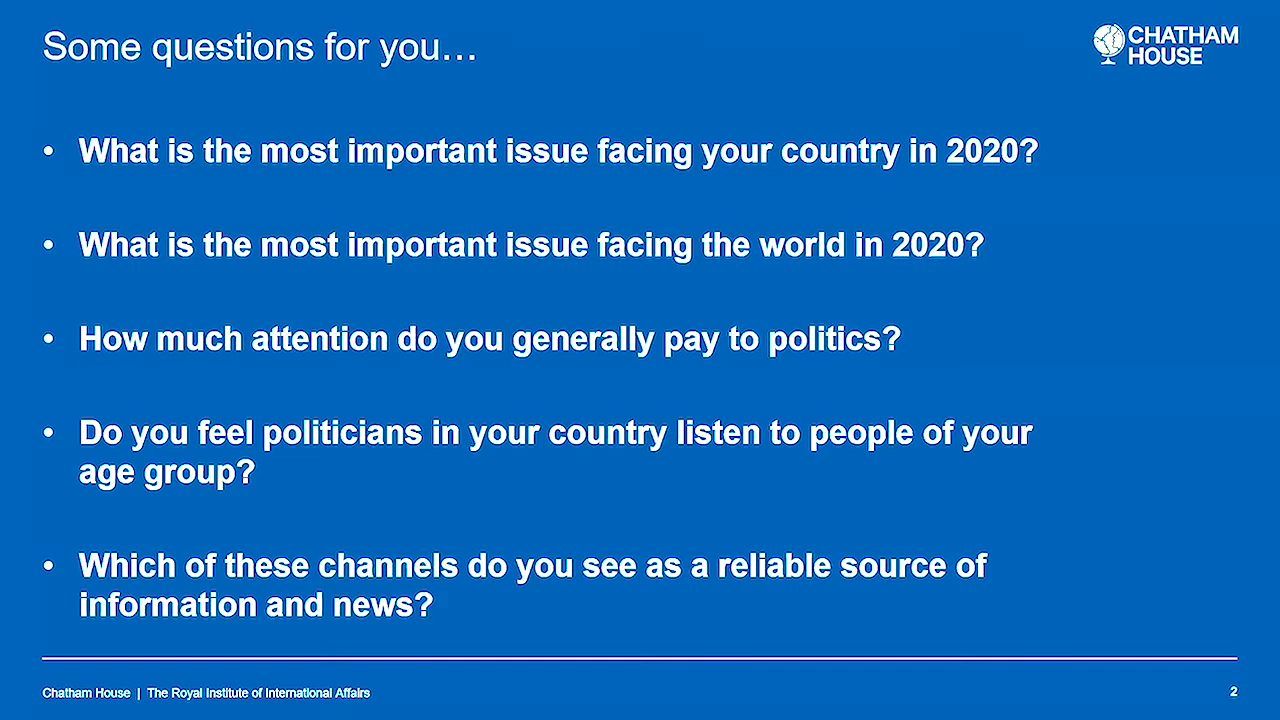 Some questions for you…
CHATHAM
HOUSE
• What is the most important issue facing your country in 2020?
• What is the most important issue facing the world in 2020?
• How much attention do you generally pay to politics?
• Do you feel politicians in your country listen to people of your
age group?
• Which of these channels do you see as a reliable source of
information and news?
Chatham House | The Royal Institute of International Affairs
2